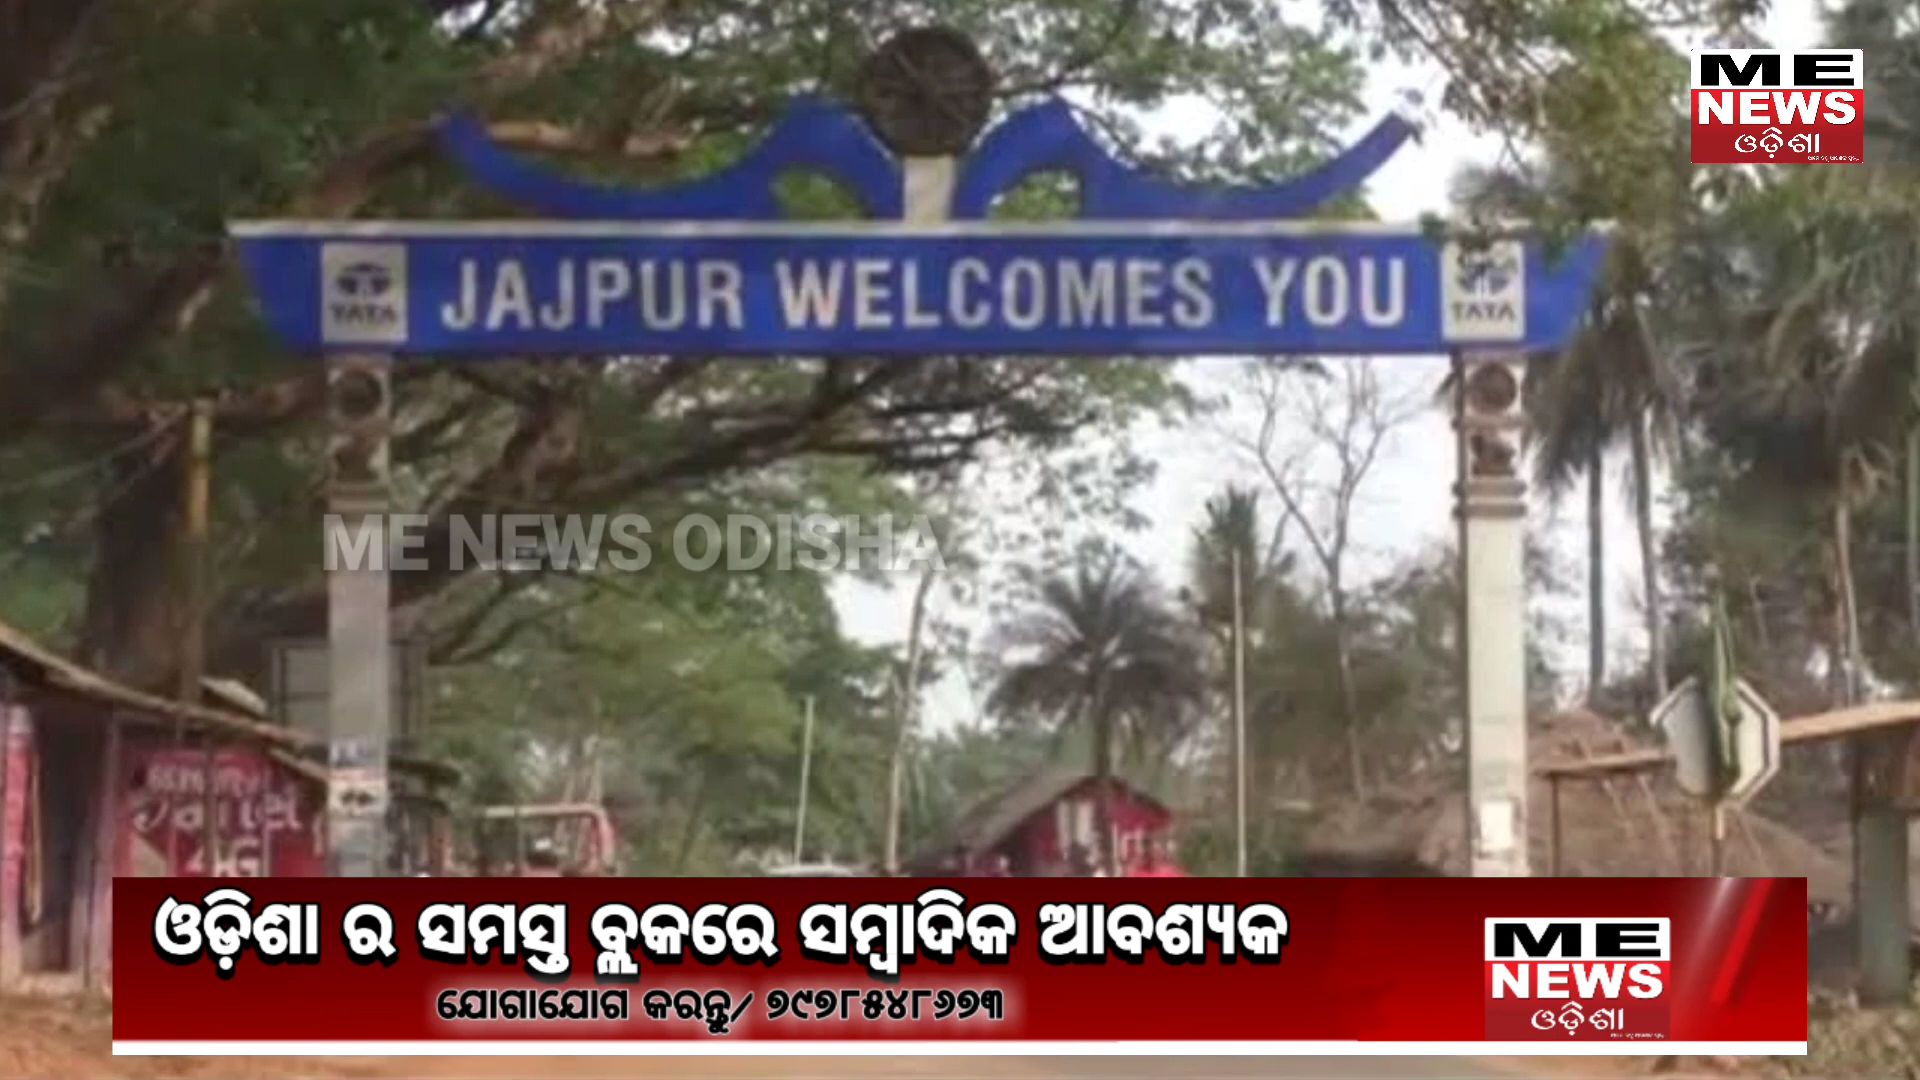 ME
NEWS
ଓଡ଼ିଶା
TATA
JAJPUR WELCOMES YOU
TATA
ME NEWS ODISHA
ଓଡ଼ିଶା ର ସମସ୍ତ ବ୍ଲକରେ ସମ୍ବାଦିକ ଆବଶ୍ୟକ
ଯୋଗାଯୋଗ କରନ୍ତୁ/ ୭୯୭୮୫୪୮୬୭୩
ME
NEWS
ଓଡ଼ିଶା